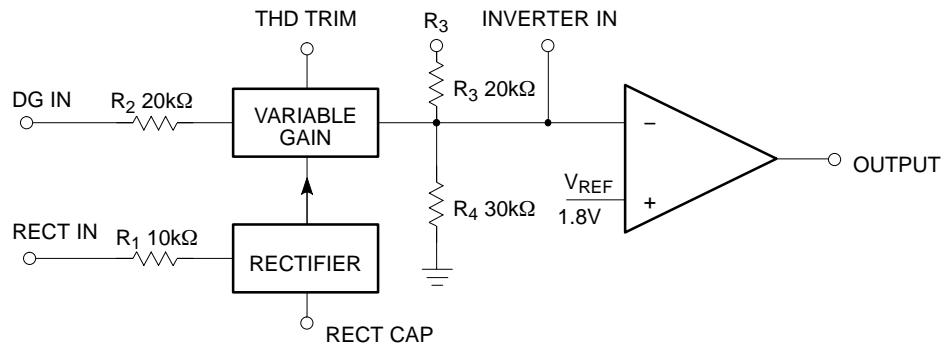 THD TRIM
R3
INVERTER IN
DG IN
R2 20kΩ
VARIABLE
GAIN
R3 20kΩ
−
OUTPUT
VREF
1.8V
+
R4 30kΩ
RECT IN
R1 10kΩ
RECTIFIER
RECT CAP